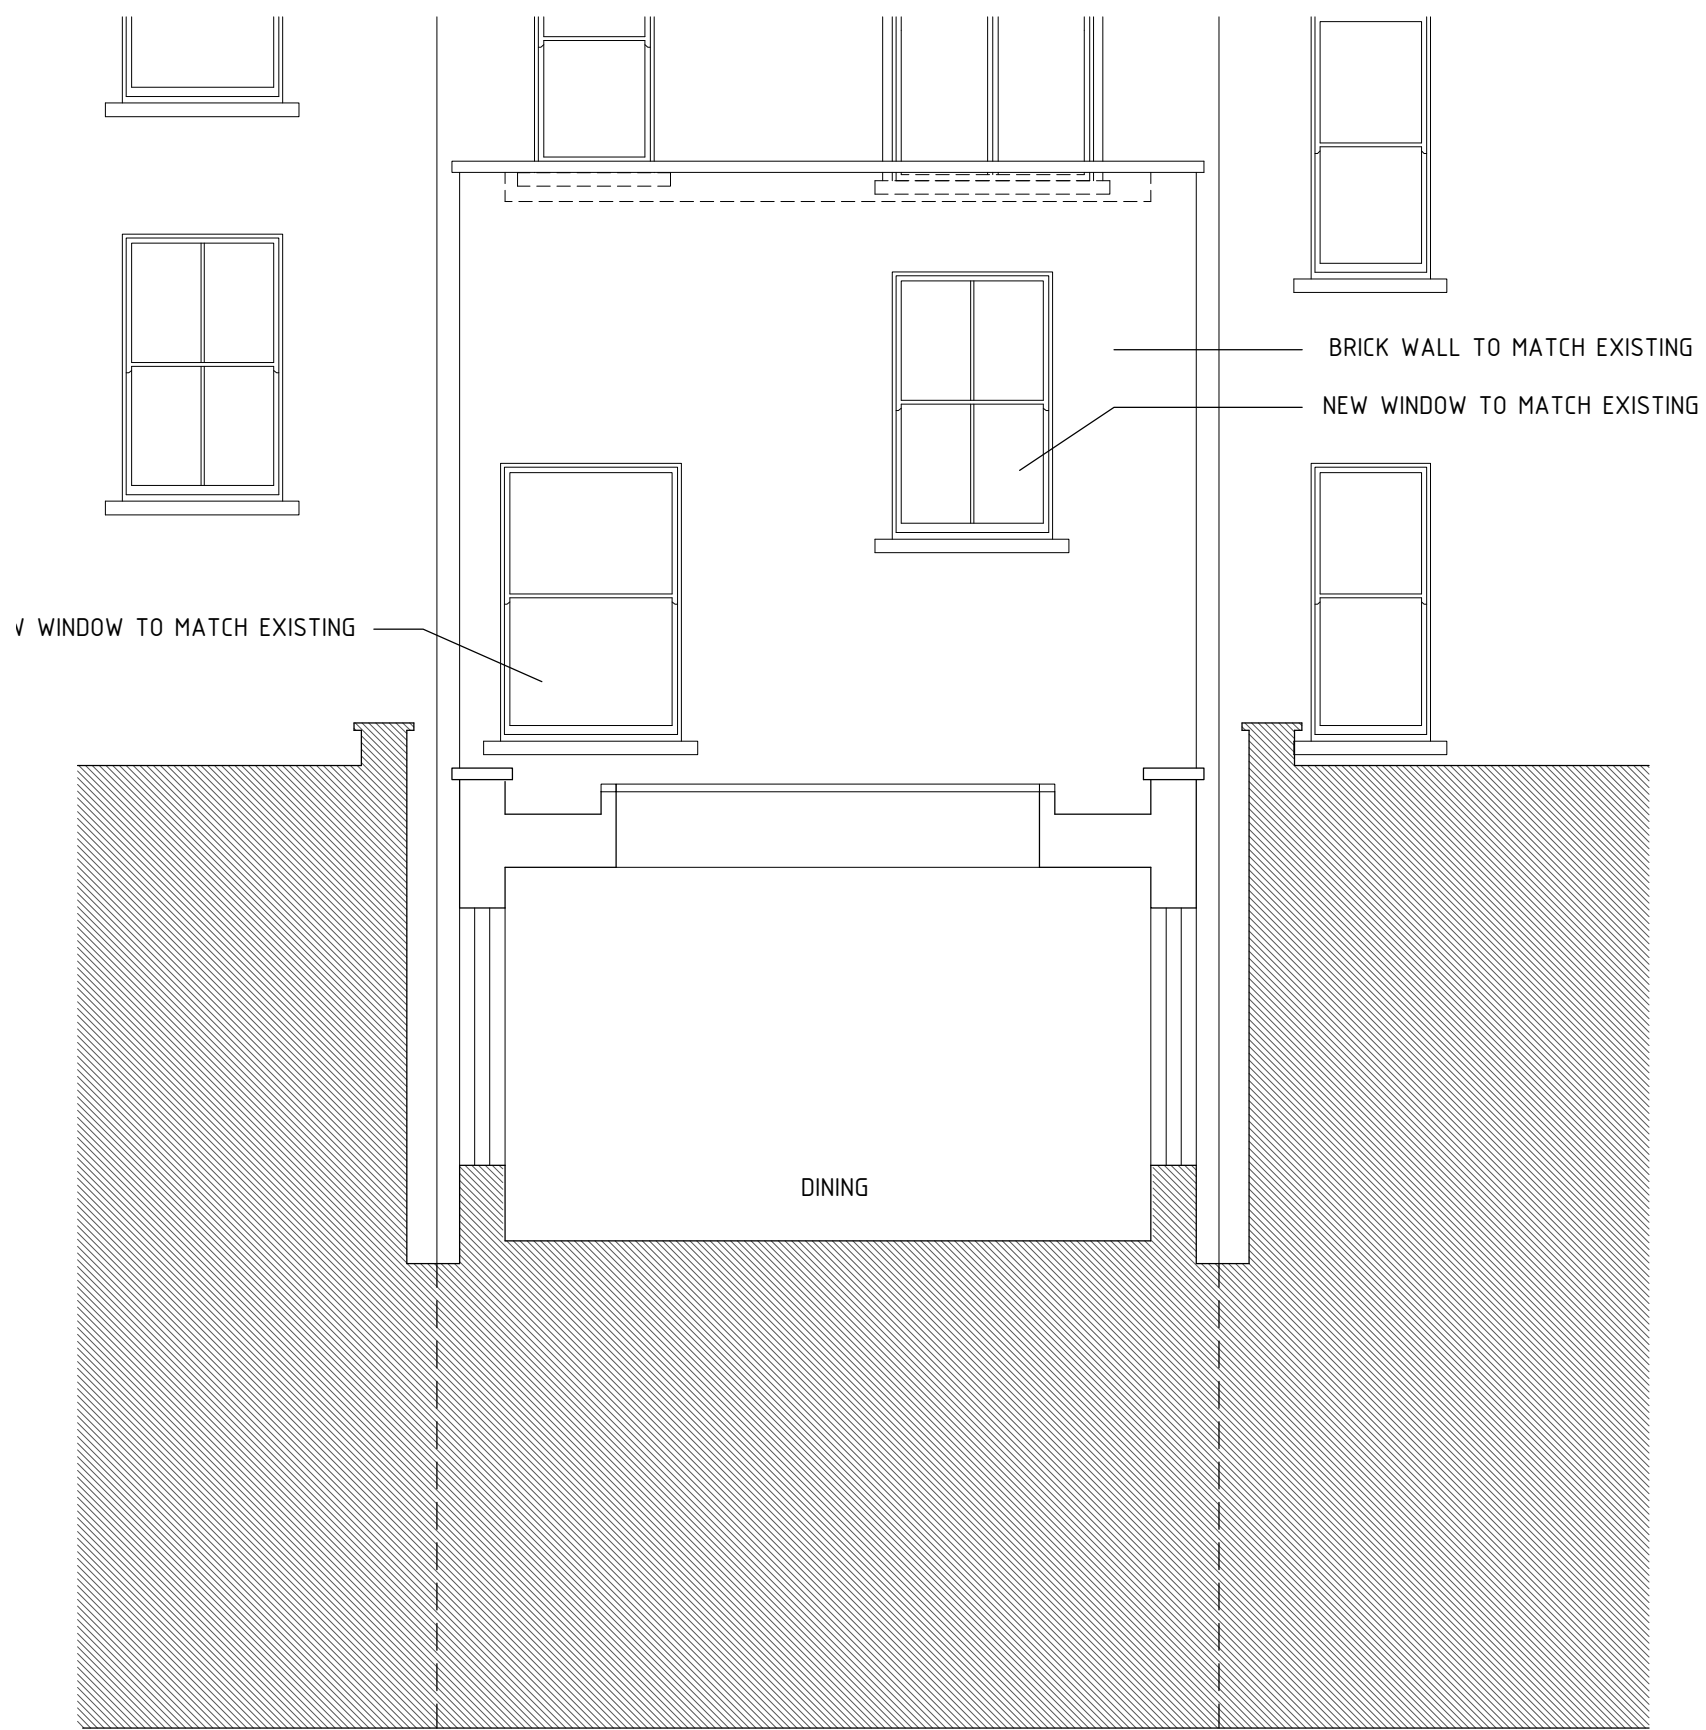 BRICK WALL TO MATCH EXISTING
NEW WINDOW TO MATCH EXISTING
WINDOW TO MATCH EXISTING
DINING